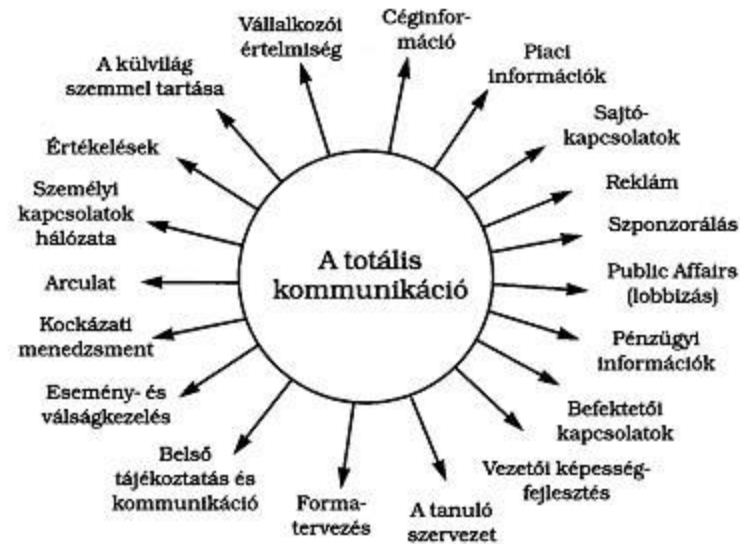 A totális
kommunikáció
Céginfor-
máció
Piaci
információk
Sajtó-
kapcsolatok
Reklám
Szponzorálás
Public Affairs
(lobbizás)
Pénzügyi
információk
Befektetői
kapcsolatok
Vezetői képesség-
fejlesztés
A tanuló
szervezet
Forma-
tervezés
Belső
tájékoztatás és
kommunikáció
Esemény- és
válságkezelés
Kockázati
menedzsment
Arculat
Személyi
kapcsolatok
hálózata
Értékelések
A külvilág
szemmel tartása
Vállalkozói
értelmiség